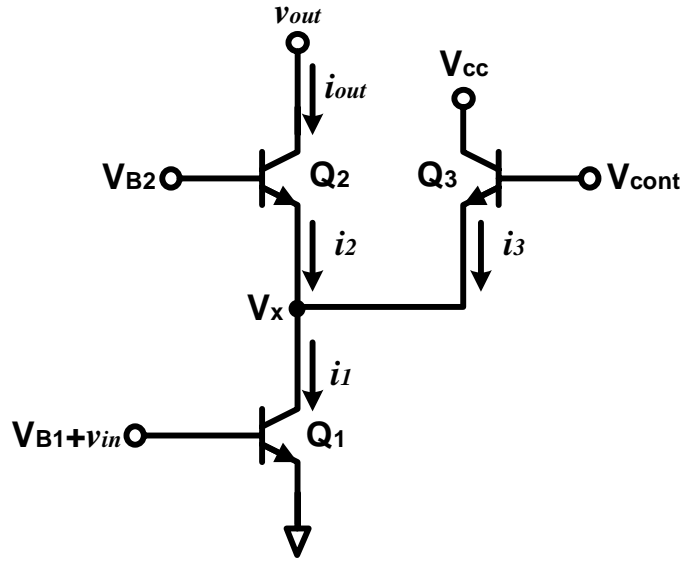 vout
Vcc
iout
VB2
Q2
Q3
Vcont
i2
i3
Vx
i1
VB1+vin
Q1